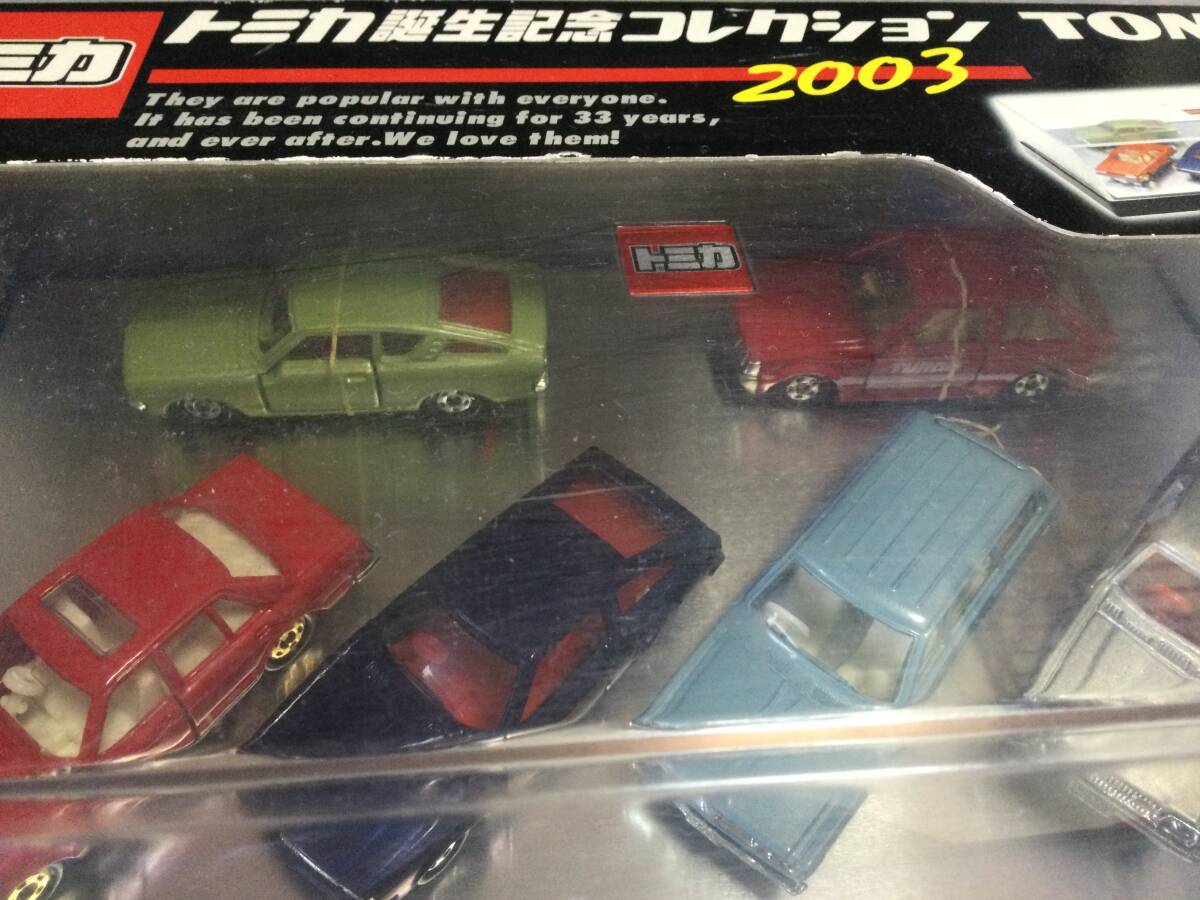 トミカ
トミカ誕生記念コレクション TOM
2003
They are popular with everyone.
It has been continuing for 33 years,
and ever after.We love them!
トミカ